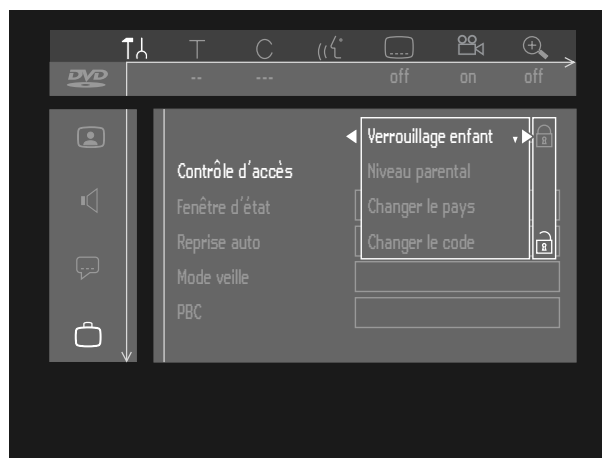 T C
DVD -- --- off on off
Verrouillage enfant
Contrôle d'accès Niveau parental
Fenêtre d'état Changer le pays
Reprise auto Changer le code
Mode veille
PBC